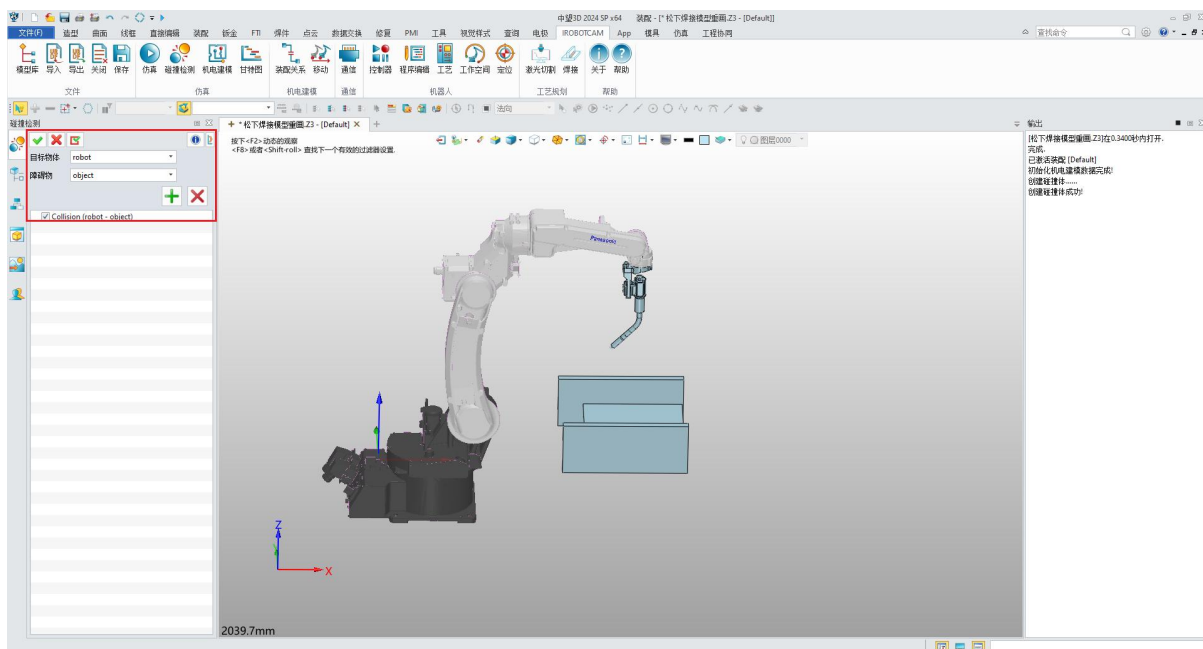 中望3D 2024 SP x64 装配 - [* 松下焊接模型重画.Z3 - [Default]]
文件(F) 造型 曲面 线框 直接编辑 装配 钣金 FTI 焊件 点云 数据交换 修复 PMI 工具 视觉样式 查询 电极 IROBOTCAM App 模具 仿真 工程协同 查找命令
模型库 导入 导出 关闭 保存 仿真 碰撞检测 机电建模 甘特图 装配关系 移动 通信 控制器 程序编辑 工艺 工作空间 定位 激光切割 焊接 关于 帮助
文件 仿真 机电建模 通信 机器人 工艺规划 帮助
法向
碰撞检测
+ * 松下焊接模型重画.Z3 - [Default] × +
输出
目标物体 robot
障碍物 object
Collision (robot - object)
按下<F2>动态的观察
<F8>或者<Shift-roll> 查找下一个有效的过滤器设置.
图层0000
[松下焊接模型重画.Z3]在0.3400秒内打开.
完成.
已激活装配 [Default]
初始化机电建模数据完成!
创建碰撞体......
创建碰撞体成功!
Panasonic
Z
X
2039.7mm